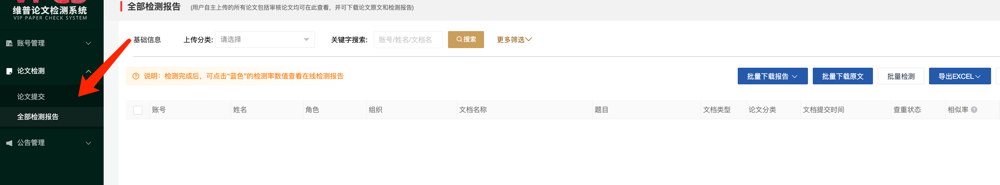 维普论文检测系统
VIP PAPER CHECK SYSTEM
账号管理
论文检测
论文提交
全部检测报告
公告管理
全部检测报告 (用户自主上传的所有论文包括审核论文均可在此查看，并可下载论文原文和检测报告)
基础信息 上传分类: 请选择 关键字搜索: 账号/姓名/文档名 搜索 更多筛选
说明：检测完成后，可点击“蓝色”的检测率数值查看在线检测报告 批量下载报告 批量下载原文 批量检测 导出EXCEL
账号 姓名 角色 组织 文档名称 题目 文档类型 论文分类 文档提交时间 查重状态 相似率